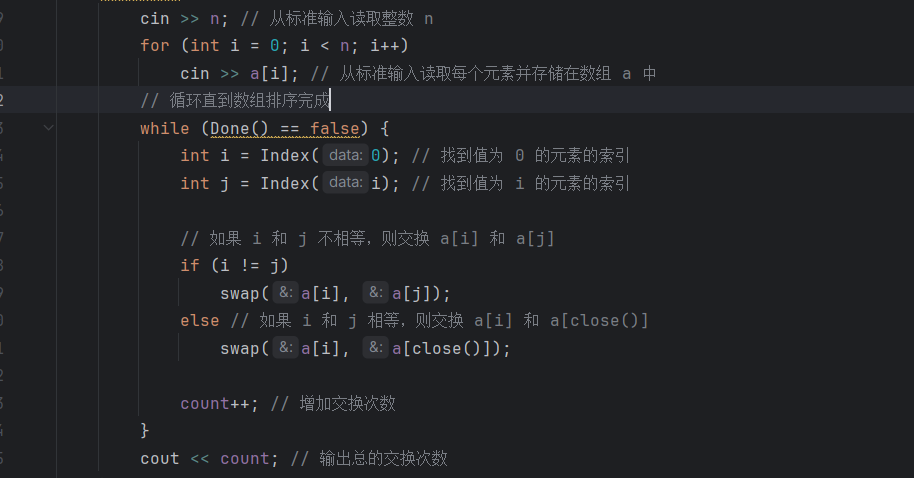 cin >> n; // 从标准输入读取整数 n
for (int i = 0; i < n; i++)
cin >> a[i]; // 从标准输入读取每个元素并存储在数组 a 中
// 循环直到数组排序完成
while (Done() == false) {
int i = Index( data: 0); // 找到值为 0 的元素的索引
int j = Index( data: i); // 找到值为 i 的元素的索引
// 如果 i 和 j 不相等，则交换 a[i] 和 a[j]
if (i != j)
swap( &: a[i], &: a[j]);
else // 如果 i 和 j 相等，则交换 a[i] 和 a[close()]
swap( &: a[i], &: a[close()]);
count++; // 增加交换次数
}
cout << count; // 输出总的交换次数